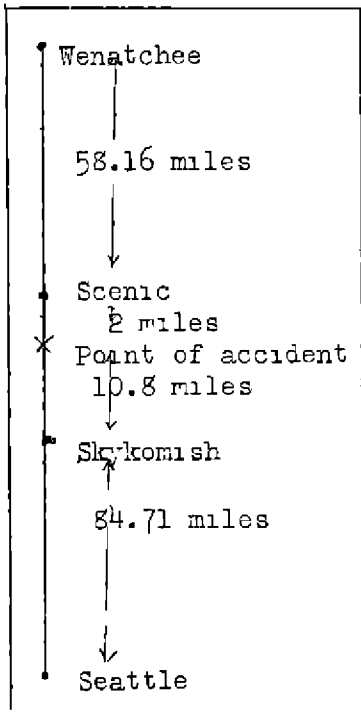 Wenatchee
58.16 miles
Scenic
2 miles
Point of accident
10.8 miles
Skykomish
84.71 miles
Seattle